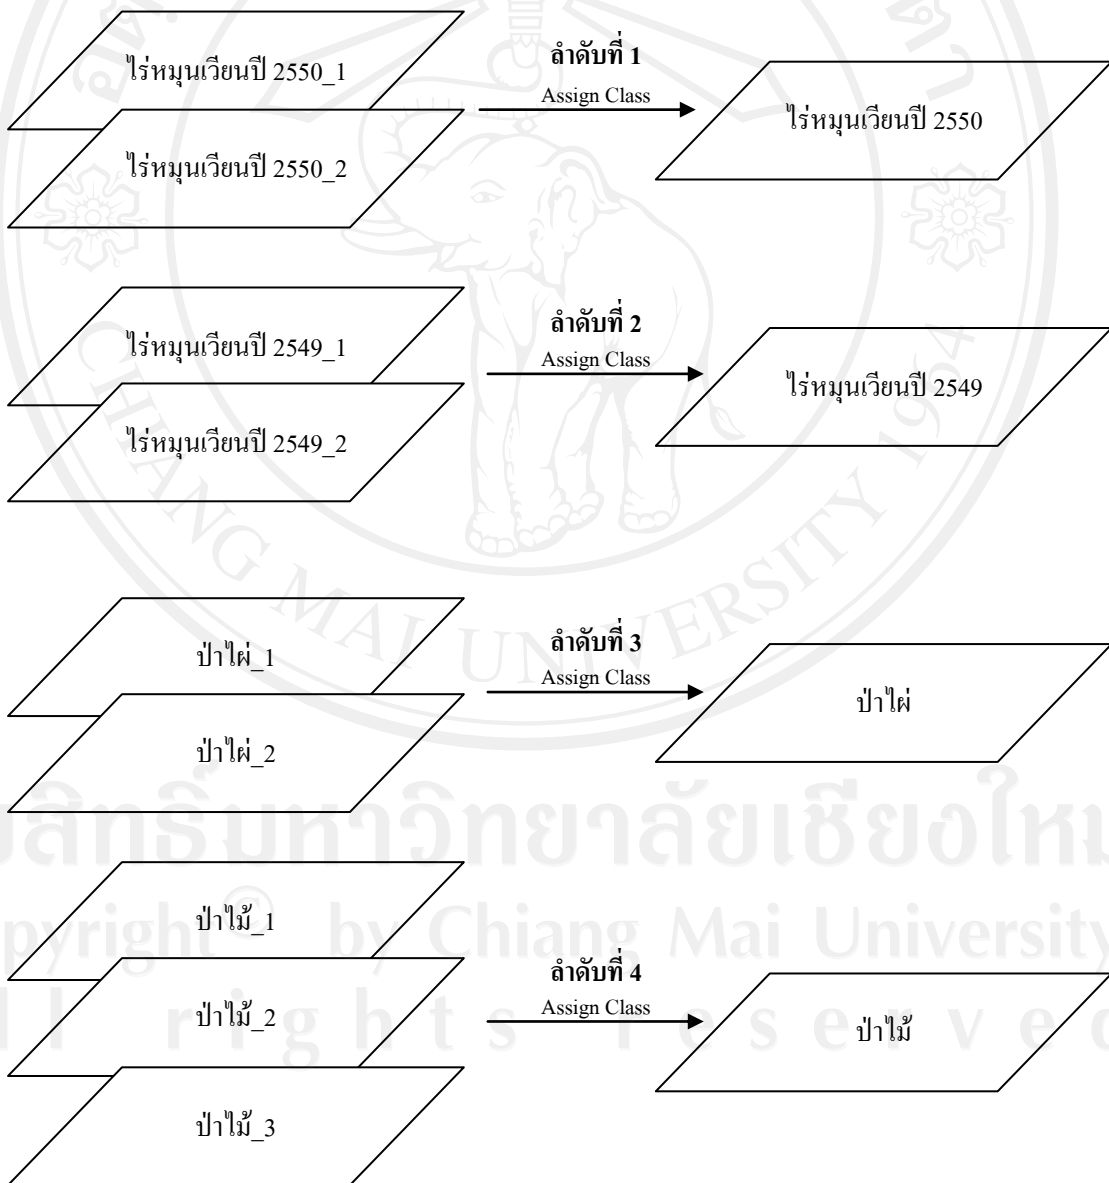 ไร่หมุนเวียนปี 2550_1
ลำดับที่ 1
Assign Class
ไร่หมุนเวียนปี 2550
ไร่หมุนเวียนปี 2550_2
ไร่หมุนเวียนปี 2549_1
ลำดับที่ 2
Assign Class
ไร่หมุนเวียนปี 2549
ไร่หมุนเวียนปี 2549_2
ป่าไผ่_1
ลำดับที่ 3
Assign Class
ป่าไผ่
ป่าไผ่_2
ป่าไม้_1
ลำดับที่ 4
Assign Class
ป่าไม้
ป่าไม้_2
ป่าไม้_3
CHIANG MAI UNIVERSITY 1964
สิทธิ์มหาวิทยาลัยเชียงใหม่
pyright © by Chiang Mai University
ll rights reserved